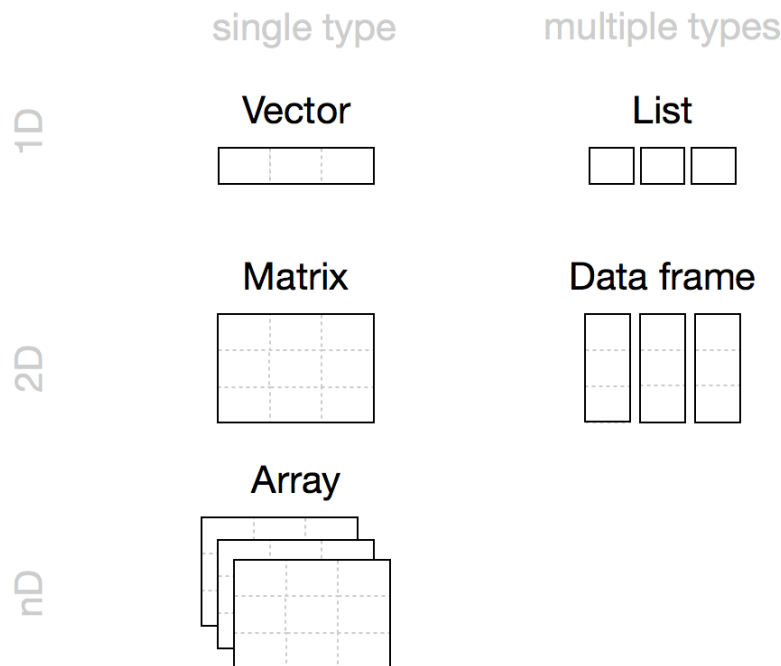 single type
multiple types
1D
Vector
List
2D
Matrix
Data frame
nD
Array